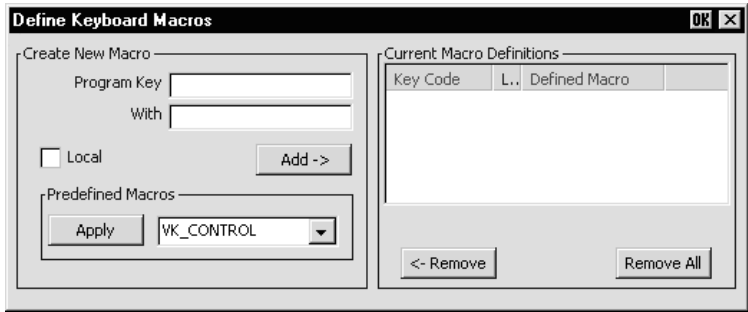 Define Keyboard Macros OK
Create New Macro
Program Key
With
Local
Add ->
Predefined Macros
Apply
VK_CONTROL
Current Macro Definitions
Key Code L.. Defined Macro
<- Remove
Remove All